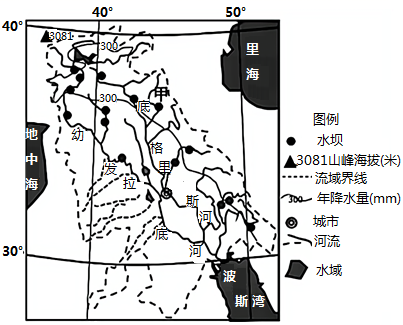 40°
50°
40°
3081
300
300
甲
里海
地中海
幼发拉底河
底格里斯河
30°
波斯湾
图例
水坝
3081山峰海拔(米)
流域界线
300 年降水量(mm)
城市
河流
水域